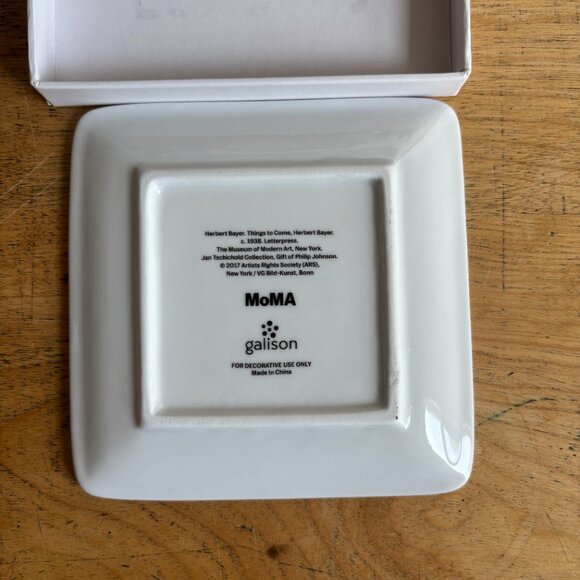 Herbert Bayer. Things to Come, Herbert Bayer.
c. 1938. Letterpress.
The Museum of Modern Art, New York.
Jan Tschichold Collection, Gift of Philip Johnson.
© 2017 Artists Rights Society (ARS),
New York / VG Bild-Kunst, Bonn
MoMA
galison
FOR DECORATIVE USE ONLY
Made in China